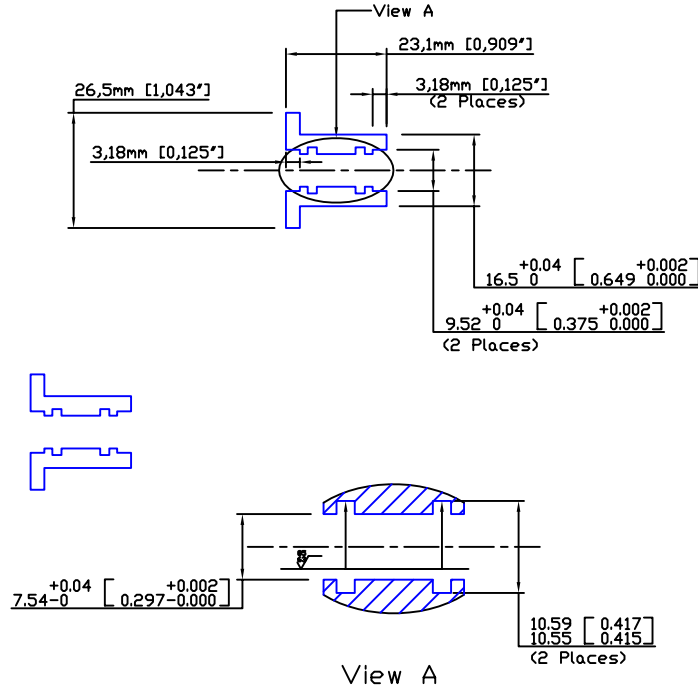 View A
23,1mm [0,909"]
3,18mm [0,125"]
(2 Places)
26,5mm [1,043"]
3,18mm [0,125"]
+0.04 +0.002
16.5 0 [ 0.649 0.000 ]
+0.04 +0.002
9.52 0 [ 0.375 0.000 ]
(2 Places)
+0.04 +0.002
7.54-0 [ 0.297-0.000 ]
10.59 [ 0.417 ]
10.55 [ 0.415 ]
(2 Places)
View A